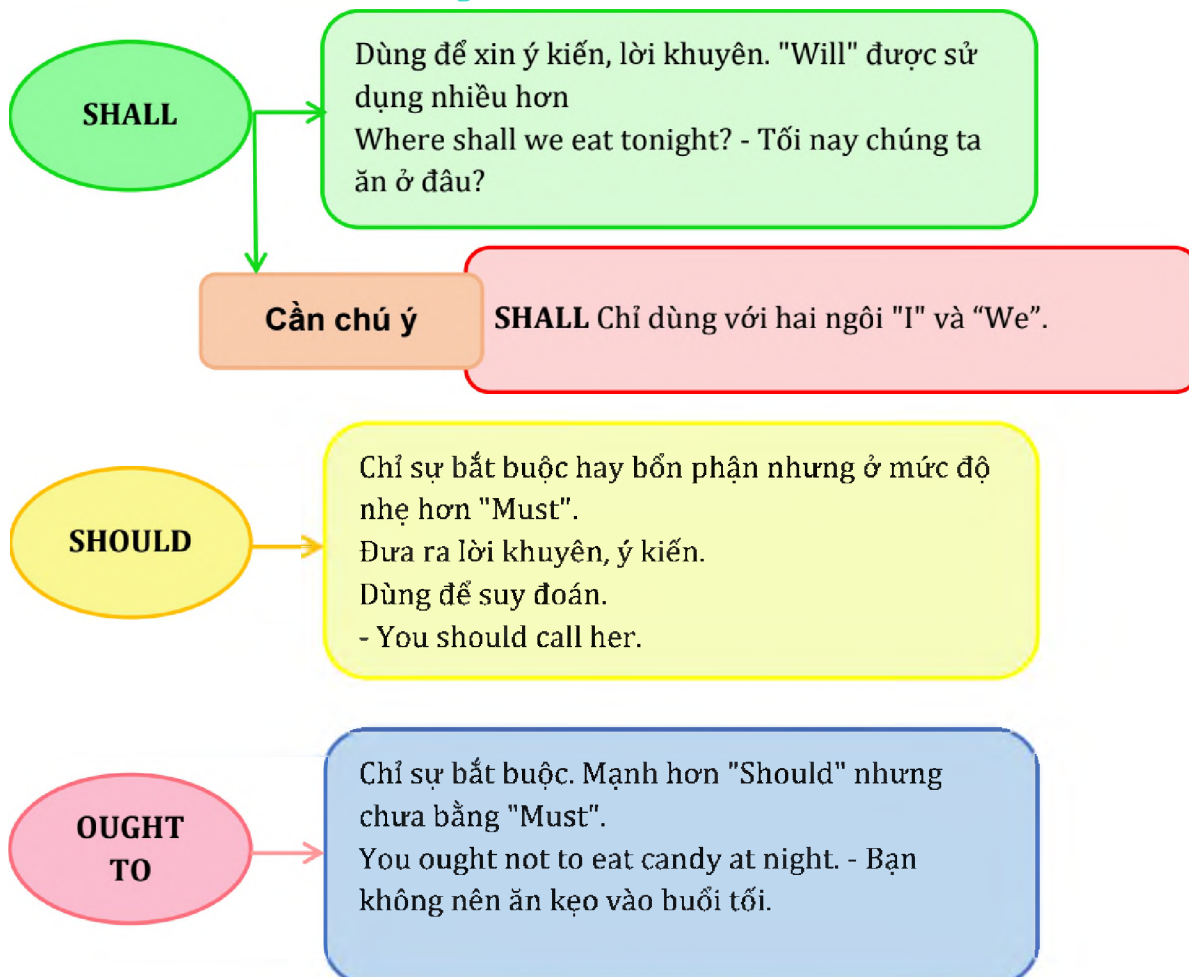 SHALL
Dùng để xin ý kiến, lời khuyên. "Will" được sử
dụng nhiều hơn
Where shall we eat tonight? - Tối nay chúng ta
ăn ở đâu?
Cần chú ý
SHALL Chỉ dùng với hai ngôi "I" và “We”.
SHOULD
Chỉ sự bắt buộc hay bổn phận nhưng ở mức độ
nhẹ hơn "Must".
Đưa ra lời khuyên, ý kiến.
Dùng để suy đoán.
- You should call her.
OUGHT
TO
Chỉ sự bắt buộc. Mạnh hơn "Should" nhưng
chưa bằng "Must".
You ought not to eat candy at night. - Bạn
không nên ăn kẹo vào buổi tối.